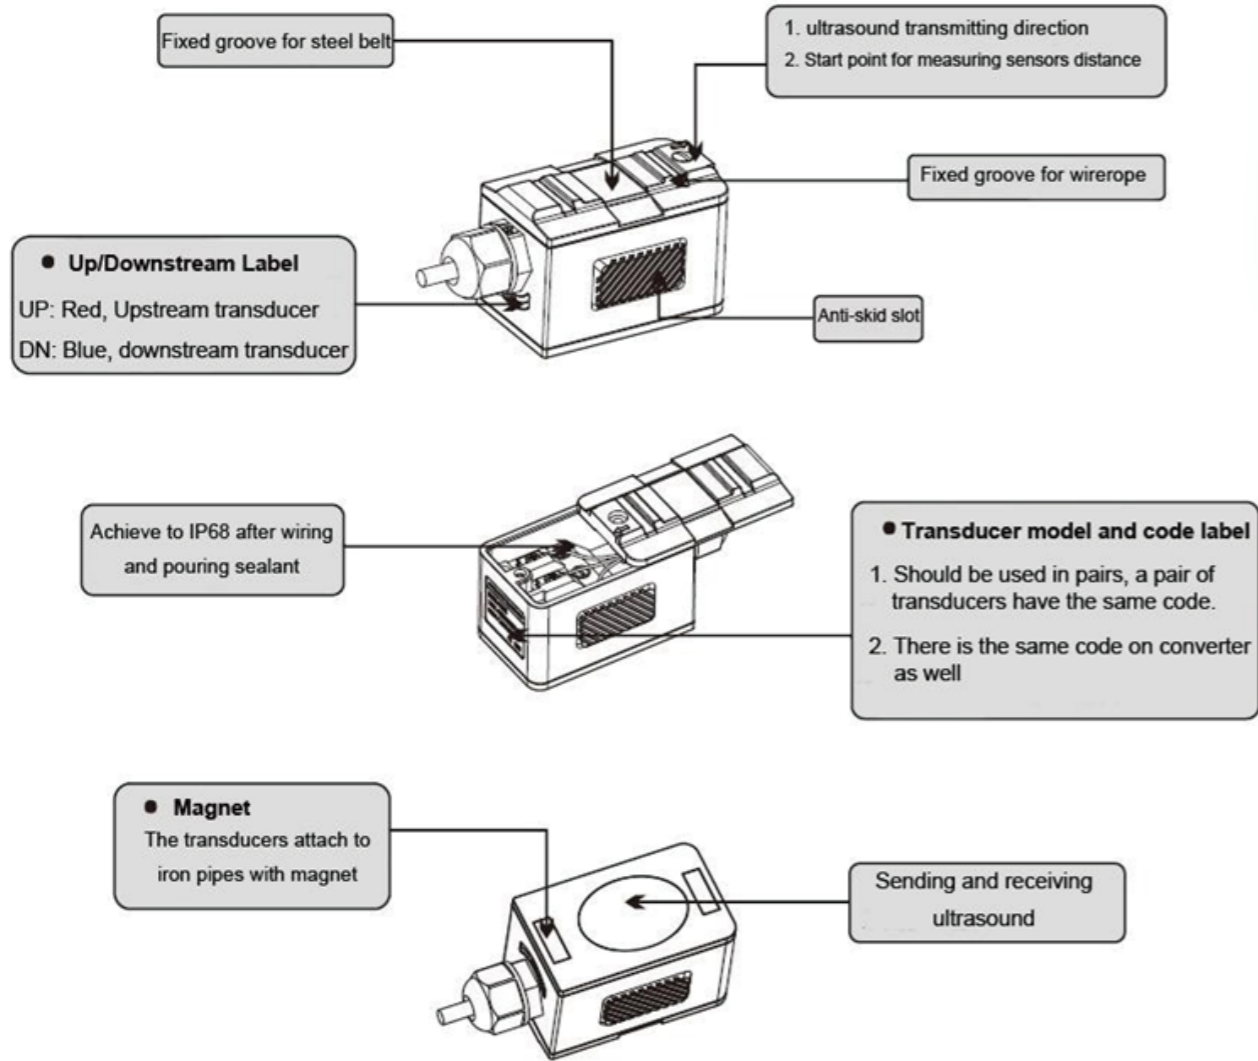 Fixed groove for steel belt
1. ultrasound transmitting direction
2. Start point for measuring sensors distance
Fixed groove for wirerope
● Up/Downstream Label
UP: Red, Upstream transducer
DN: Blue, downstream transducer
Anti-skid slot
Achieve to IP68 after wiring
and pouring sealant
● Transducer model and code label
1. Should be used in pairs, a pair of
transducers have the same code.
2. There is the same code on converter
as well
● Magnet
The transducers attach to
iron pipes with magnet
Sending and receiving
ultrasound